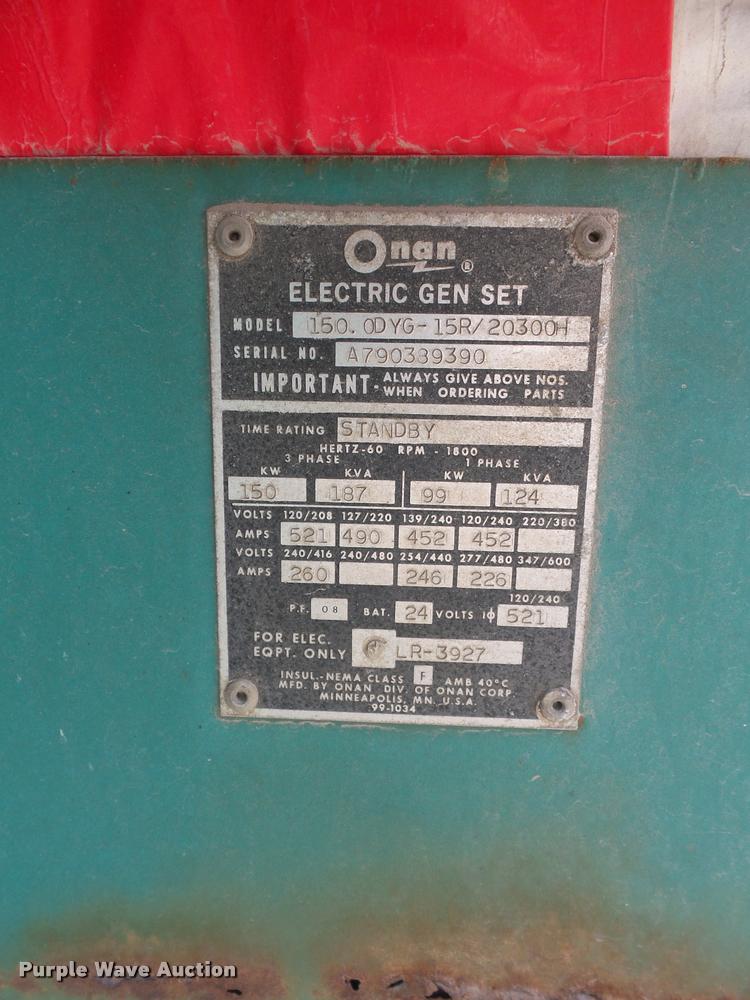 Onan®
ELECTRIC GEN SET
MODEL 150.0DYG-15R/20300H
SERIAL NO. A790389390
IMPORTANT- ALWAYS GIVE ABOVE NOS.
WHEN ORDERING PARTS
TIME RATING STANDBY
HERTZ-60 RPM - 1800
3 PHASE 1 PHASE
KW KVA KW KVA
150 187 99 124
VOLTS 120/208 127/220 139/240 120/240 220/380
AMPS 521 490 452 452
VOLTS 240/416 240/480 254/440 277/480 347/600
AMPS 260 246 226
120/240
P.F. 08 BAT. 24 VOLTS 1ϕ 521
FOR ELEC.
EQPT. ONLY LR-3927
INSUL.-NEMA CLASS F AMB 40°C
MFD. BY ONAN DIV. OF ONAN CORP.
MINNEAPOLIS, MN. U.S.A.
99-1034
Purple Wave Auction